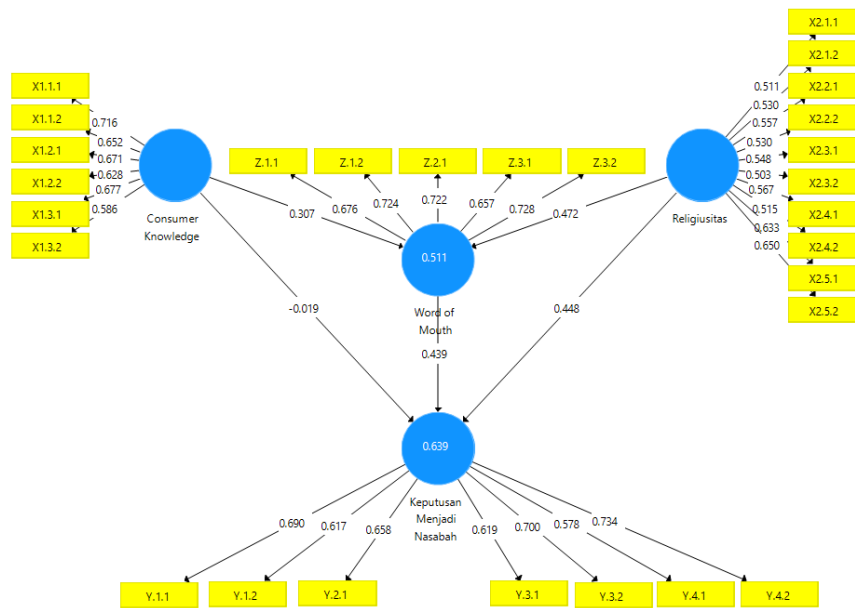 X2.1.1
X2.1.2
X2.2.1
X2.2.2
X2.3.1
X2.3.2
X2.4.1
X2.4.2
X2.5.1
X2.5.2
0.511
0.530
0.557
0.530
0.548
0.503
0.567
0.515
0.633
0.650
Religiusitas
X1.1.1
X1.1.2
X1.2.1
X1.2.2
X1.3.1
X1.3.2
0.716
0.652
0.671
0.628
0.677
0.586
Consumer
Knowledge
Z.1.1
Z.1.2
Z.2.1
Z.3.1
Z.3.2
0.676
0.724
0.722
0.657
0.728
0.307
0.472
0.511
Word of
Mouth
-0.019
0.439
0.448
0.639
Keputusan
Menjadi
Nasabah
0.690
0.617
0.658
0.619
0.700
0.578
0.734
Y.1.1
Y.1.2
Y.2.1
Y.3.1
Y.3.2
Y.4.1
Y.4.2